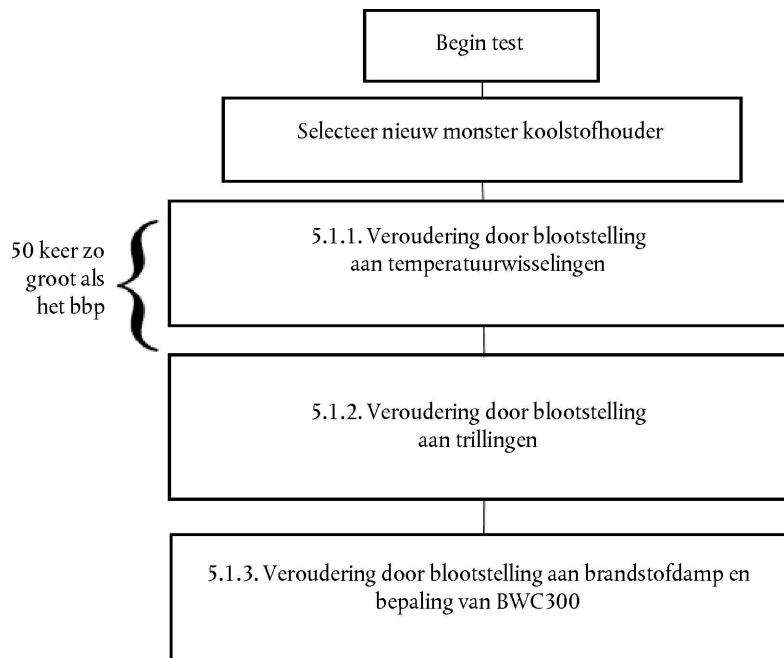 Begin test
Selecteer nieuw monster koolstofhouder
50 keer zo
groot als
het bbp
5.1.1. Veroudering door blootstelling
aan temperatuurwisselingen
5.1.2. Veroudering door blootstelling
aan trillingen
5.1.3. Veroudering door blootstelling aan brandstofdamp en
bepaling van BWC300